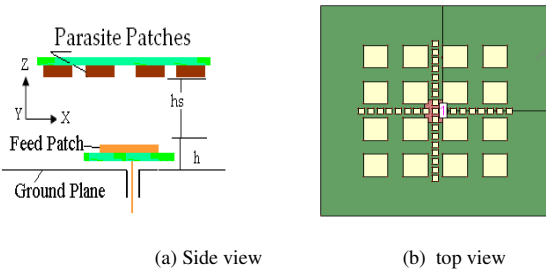 Parasite Patches
Z
hs
Y
X
Feed Patch
h
Ground Plane
(a) Side view
(b) top view